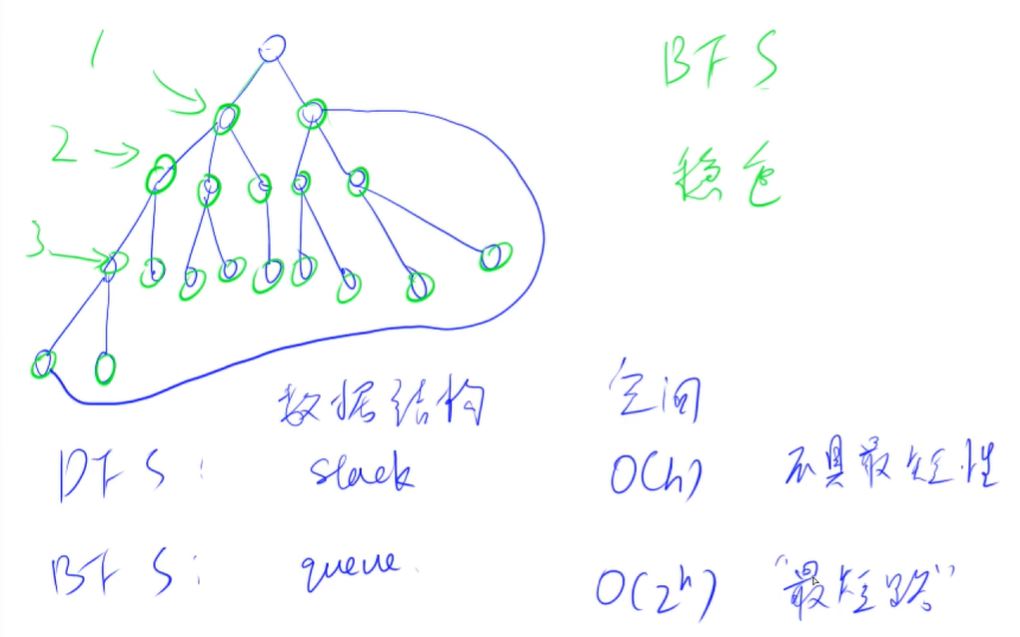 1
BFS
2
稳色
3
数据结构 空间
DFS: stack O(h) 不具最短性
BFS: queue O(2^h) "最短路"